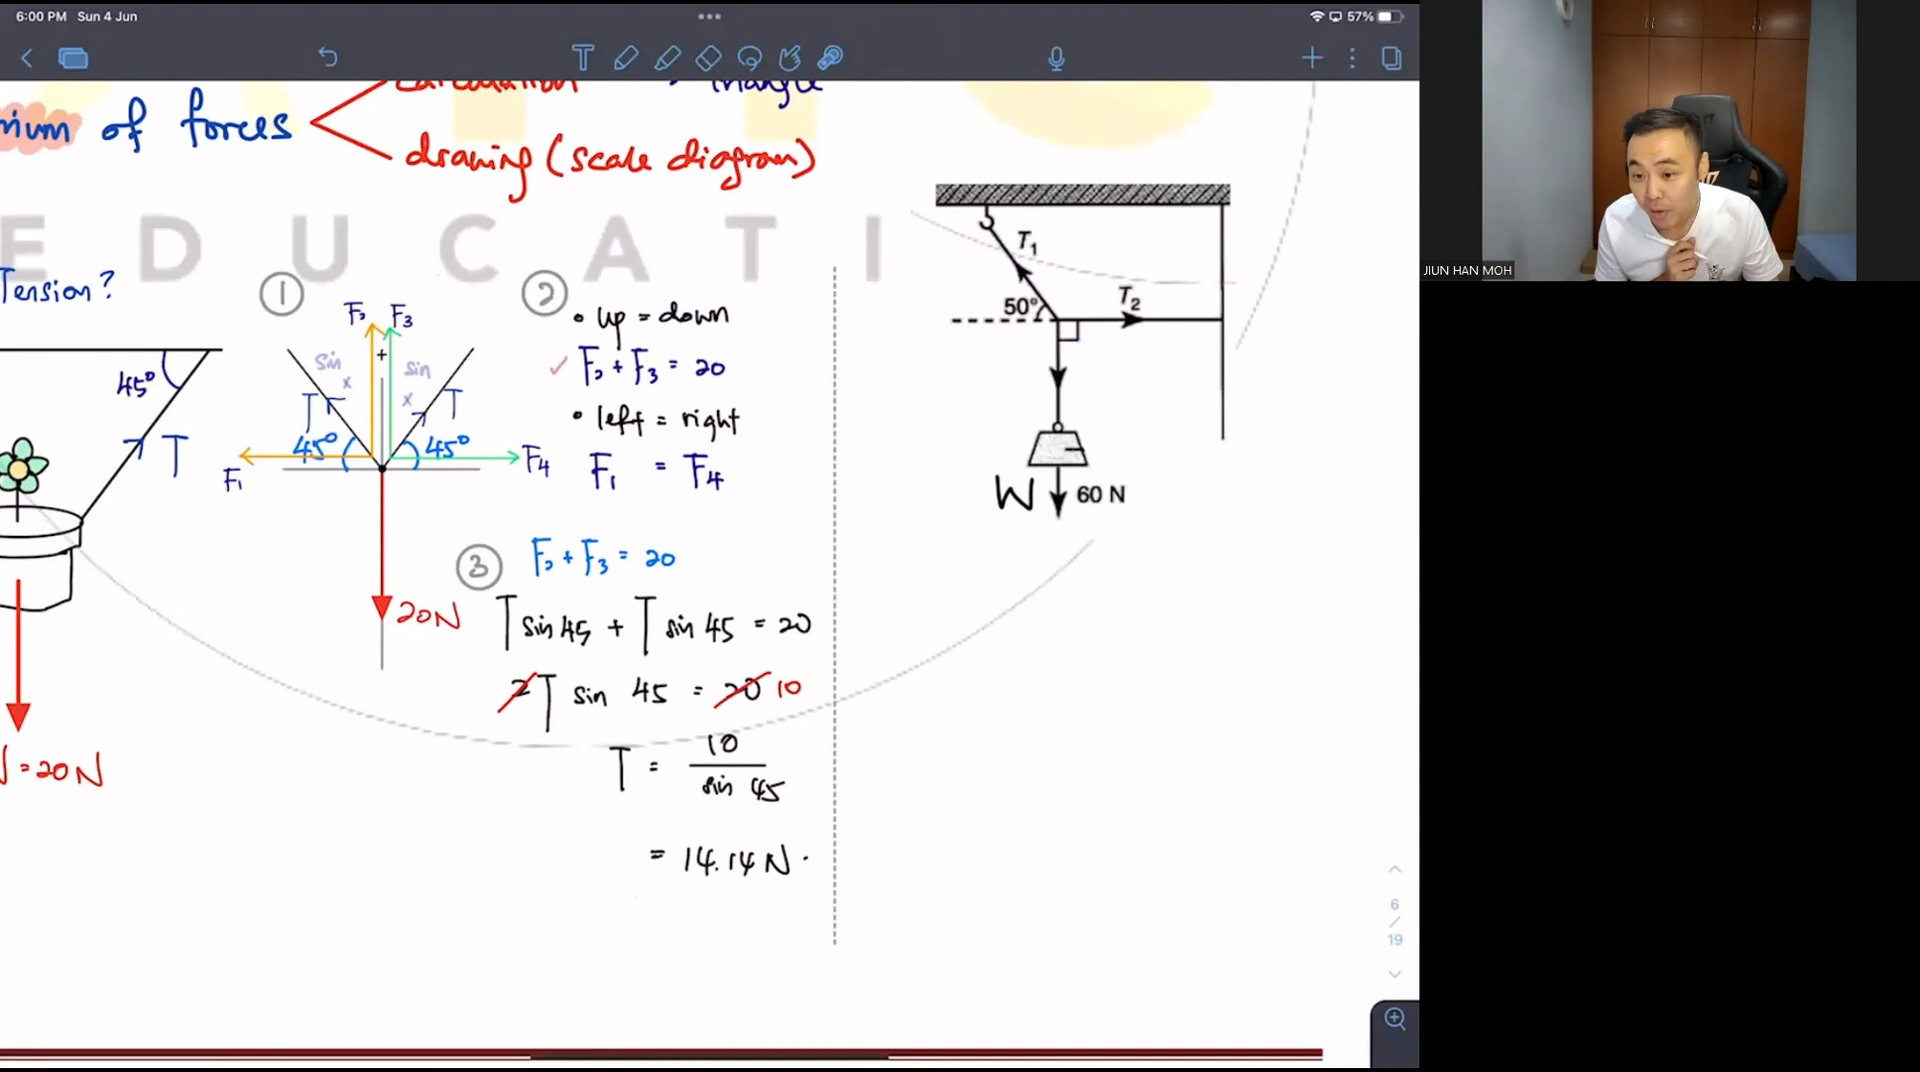 6:00 PM Sun 4 Jun
57%
triangle
of forces
drawing (scale diagram)
EDUCATI
Tension?
45°
T
W = 20N
1
F₂ F₃
+
sin x
sin x
T
T
45°
45°
F₁
F₄
20N
2
• up = down
✓ F₂ + F₃ = 20
• left = right
F₁ = F₄
3
F₂ + F₃ = 20
T sin 45 + T sin 45 = 20
2T sin 45 = 20 10
T = 10 / sin 45
= 14.14 N.
T₁
50°
T₂
W
60 N
6
/
19
JIUN HAN MOH